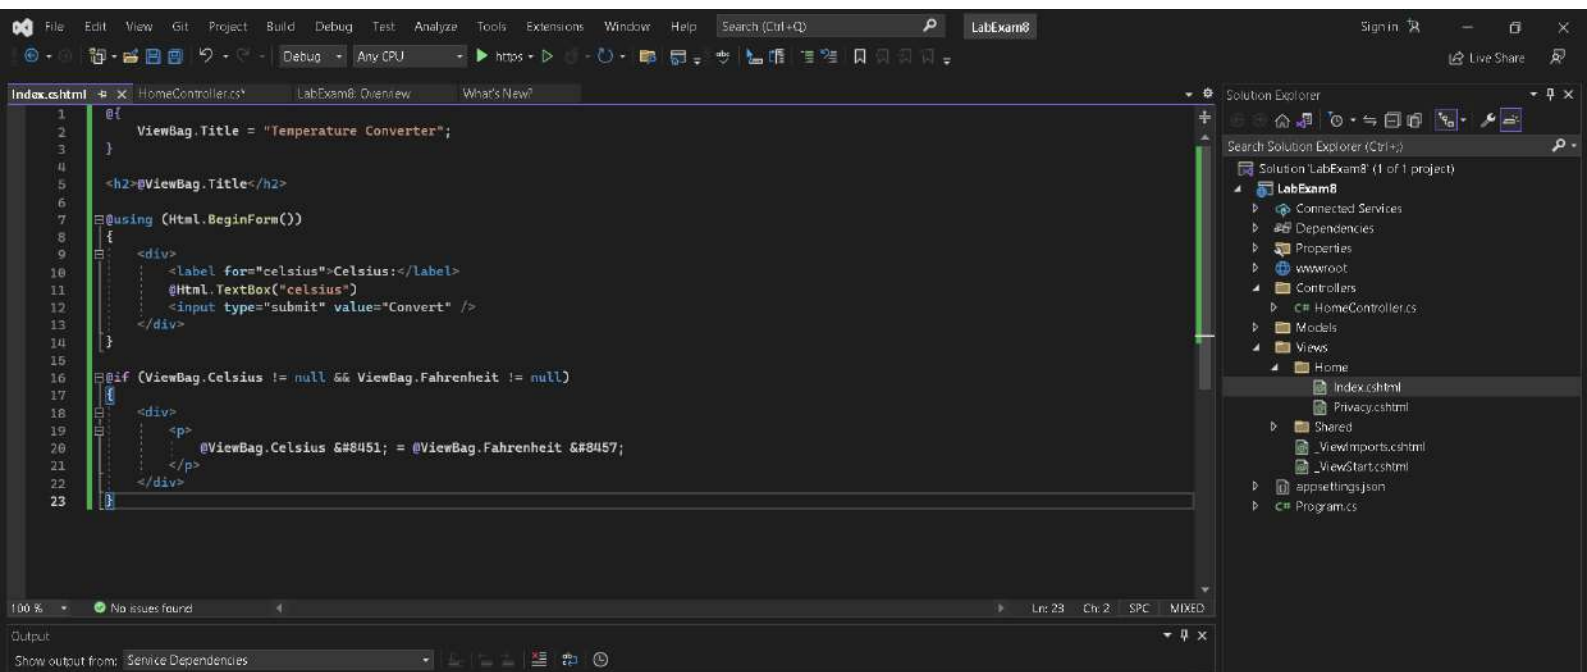 File Edit View Git Project Build Debug Test Analyze Tools Extensions Window Help Search (Ctrl+Q) LabExam8 Sign in
Debug Any CPU https Live Share
Index.cshtml HomeController.cs* LabExam8: Overview What's New?
1 @{
2 ViewBag.Title = "Temperature Converter";
3 }
4
5 <h2>@ViewBag.Title</h2>
6
7 @using (Html.BeginForm())
8 {
9 <div>
10 <label for="celsius">Celsius:</label>
11 @Html.TextBox("celsius")
12 <input type="submit" value="Convert" />
13 </div>
14 }
15
16 @if (ViewBag.Celsius != null && ViewBag.Fahrenheit != null)
17 {
18 <div>
19 <p>
20 @ViewBag.Celsius &#8451; = @ViewBag.Fahrenheit &#8457;
21 </p>
22 </div>
23 }
100 % No issues found Ln: 23 Ch: 2 SPC MIXED
Output
Show output from: Service Dependencies
Solution Explorer
Search Solution Explorer (Ctrl+;)
Solution 'LabExam8' (1 of 1 project)
LabExam8
Connected Services
Dependencies
Properties
wwwroot
Controllers
C# HomeController.cs
Models
Views
Home
Index.cshtml
Privacy.cshtml
Shared
_ViewImports.cshtml
_ViewStart.cshtml
appsettings.json
C# Program.cs